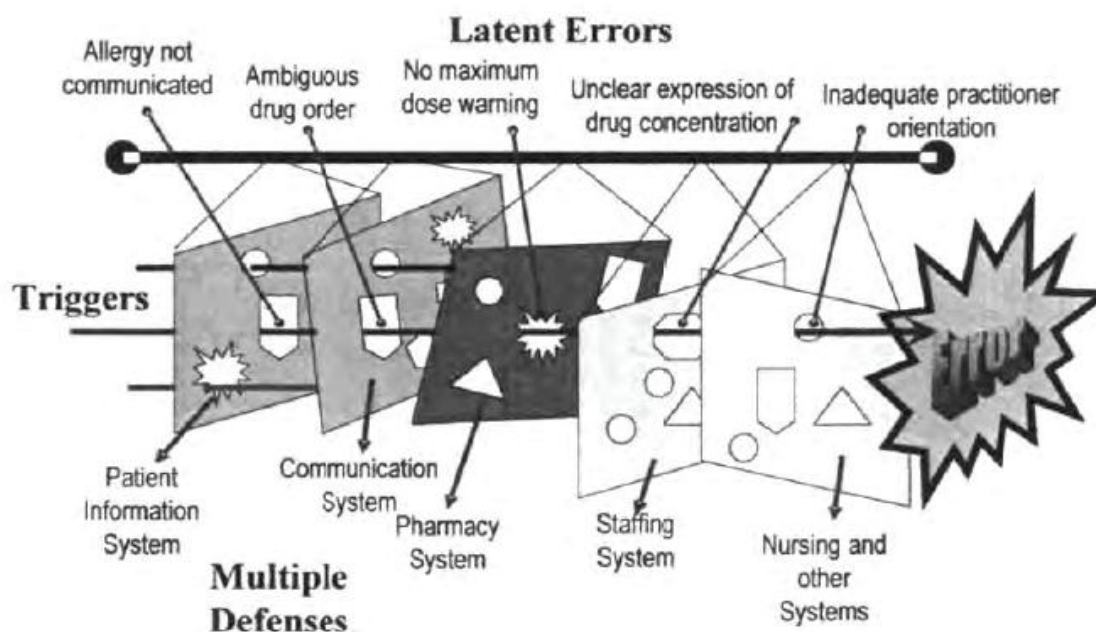 Latent Errors
Allergy not
communicated
Ambiguous
drug order
No maximum
dose warning
Unclear expression of
drug concentration
Inadequate practitioner
orientation
Triggers
Patient
Information
System
Communication
System
Pharmacy
System
Staffing
System
Nursing and
other
Systems
Multiple
Defenses